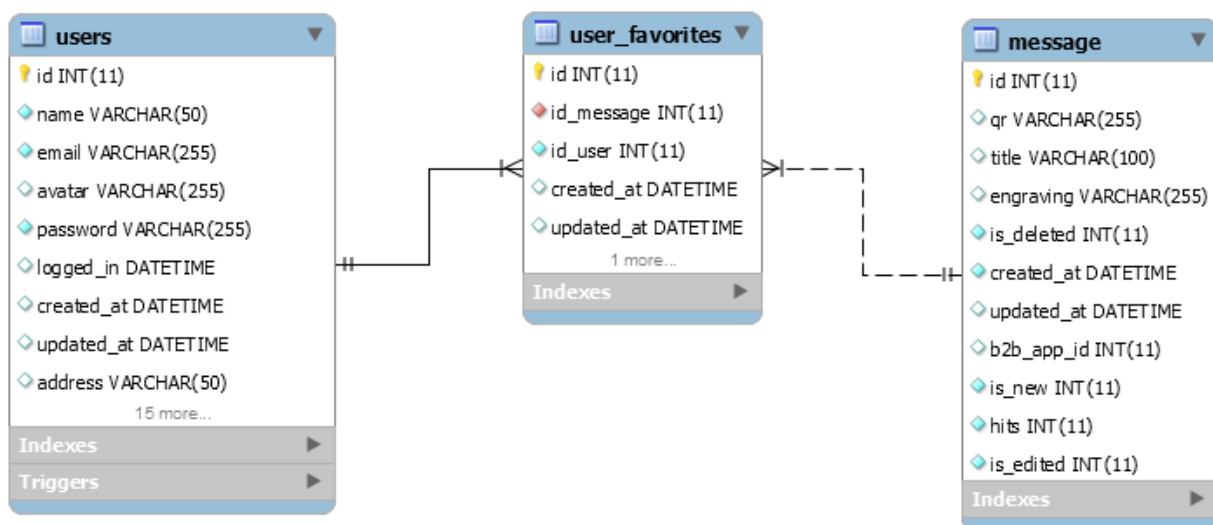 users
id INT(11)
name VARCHAR(50)
email VARCHAR(255)
avatar VARCHAR(255)
password VARCHAR(255)
logged_in DATETIME
created_at DATETIME
updated_at DATETIME
address VARCHAR(50)
15 more...
Indexes
Triggers
user_favorites
id INT(11)
id_message INT(11)
id_user INT(11)
created_at DATETIME
updated_at DATETIME
1 more...
Indexes
message
id INT(11)
qr VARCHAR(255)
title VARCHAR(100)
engraving VARCHAR(255)
is_deleted INT(11)
created_at DATETIME
updated_at DATETIME
b2b_app_id INT(11)
is_new INT(11)
hits INT(11)
is_edited INT(11)
Indexes